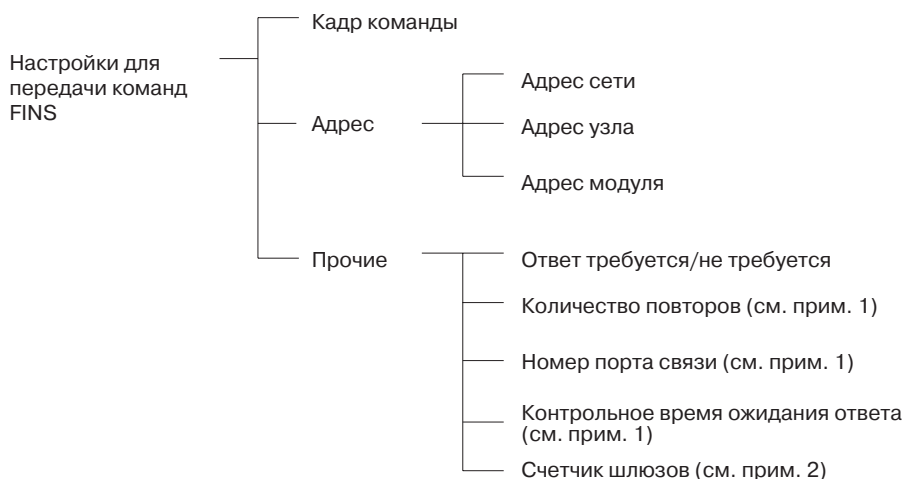 Кадр команды
Настройки для
передачи команд
FINS
Адрес
Адрес сети
Адрес узла
Адрес модуля
Прочие
Ответ требуется/не требуется
Количество повторов (см. прим. 1)
Номер порта связи (см. прим. 1)
Контрольное время ожидания ответа
(см. прим. 1)
Счетчик шлюзов (см. прим. 2)